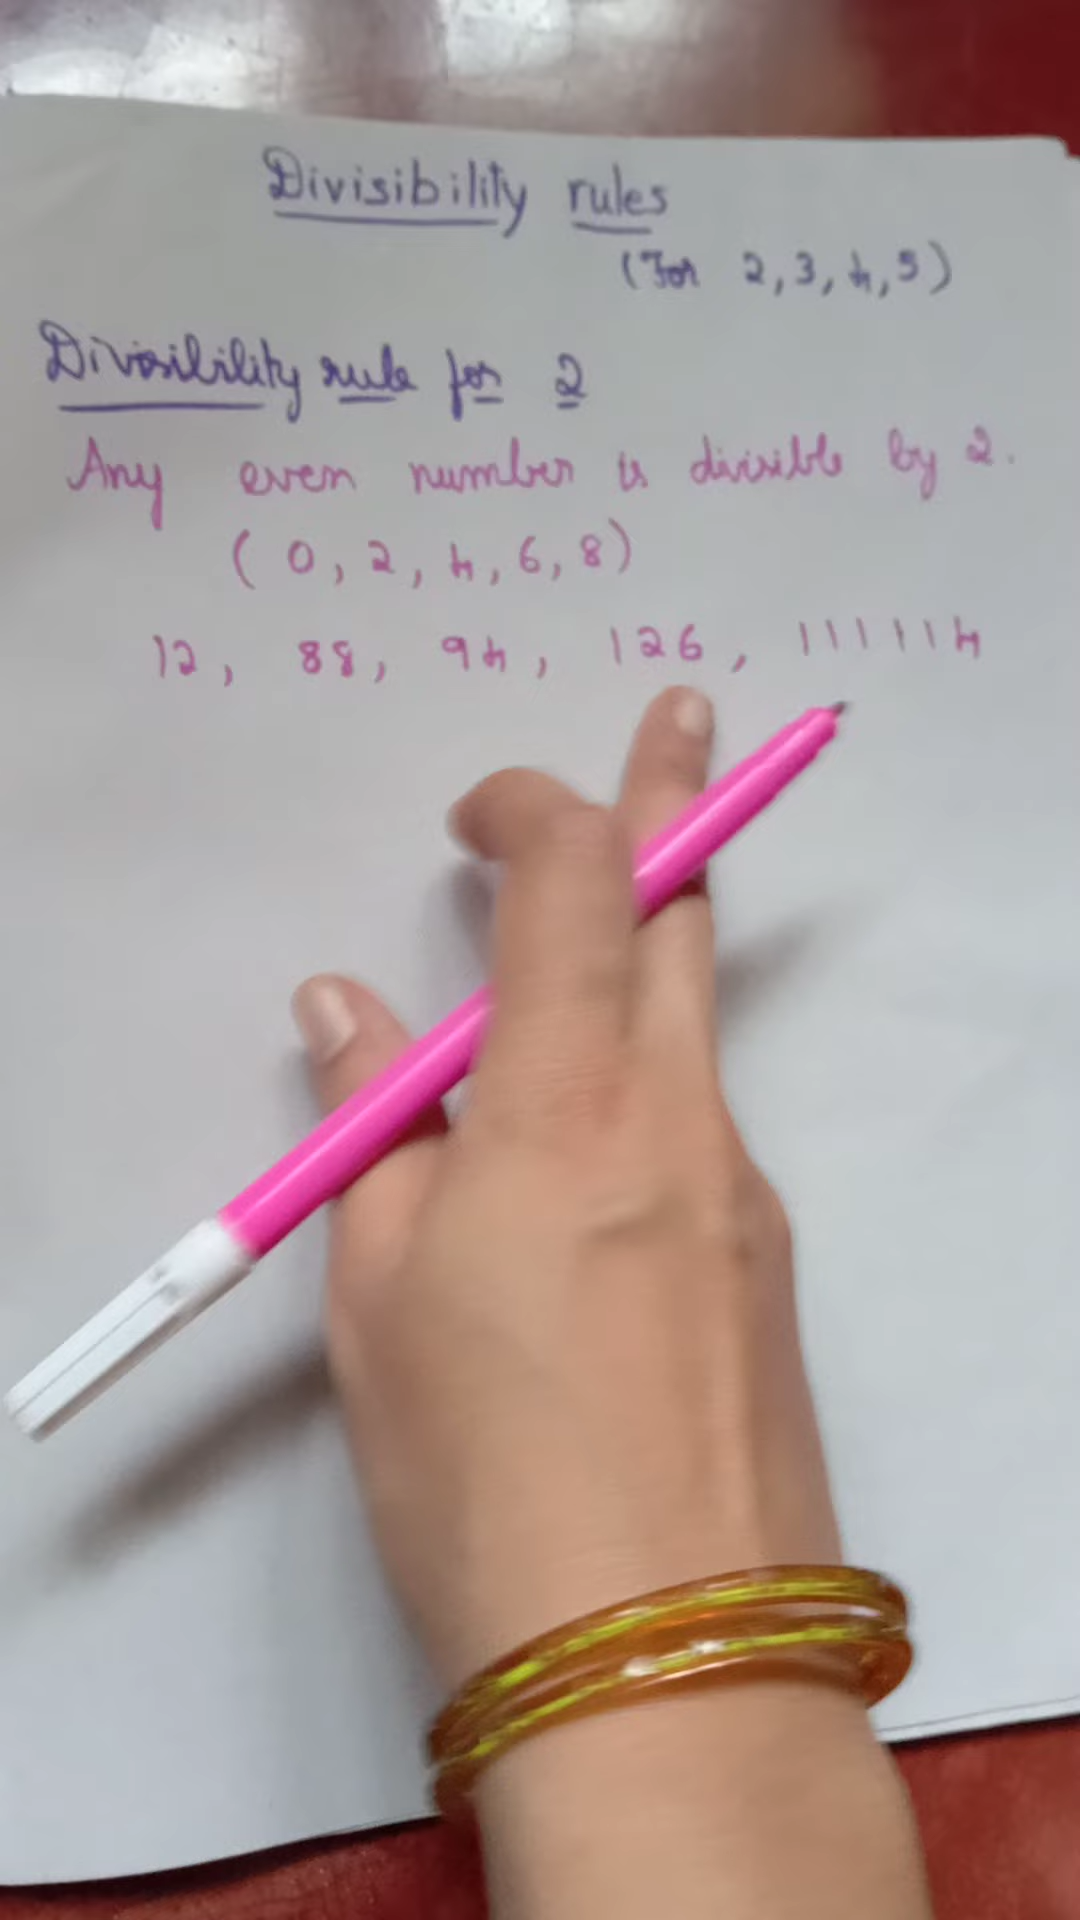 Divisibility rules
(For 2, 3, 4, 5)
Divisibility rule for 2
Any even number is divisible by 2.
( 0, 2, 4, 6, 8)
12, 88, 94, 126, 111114